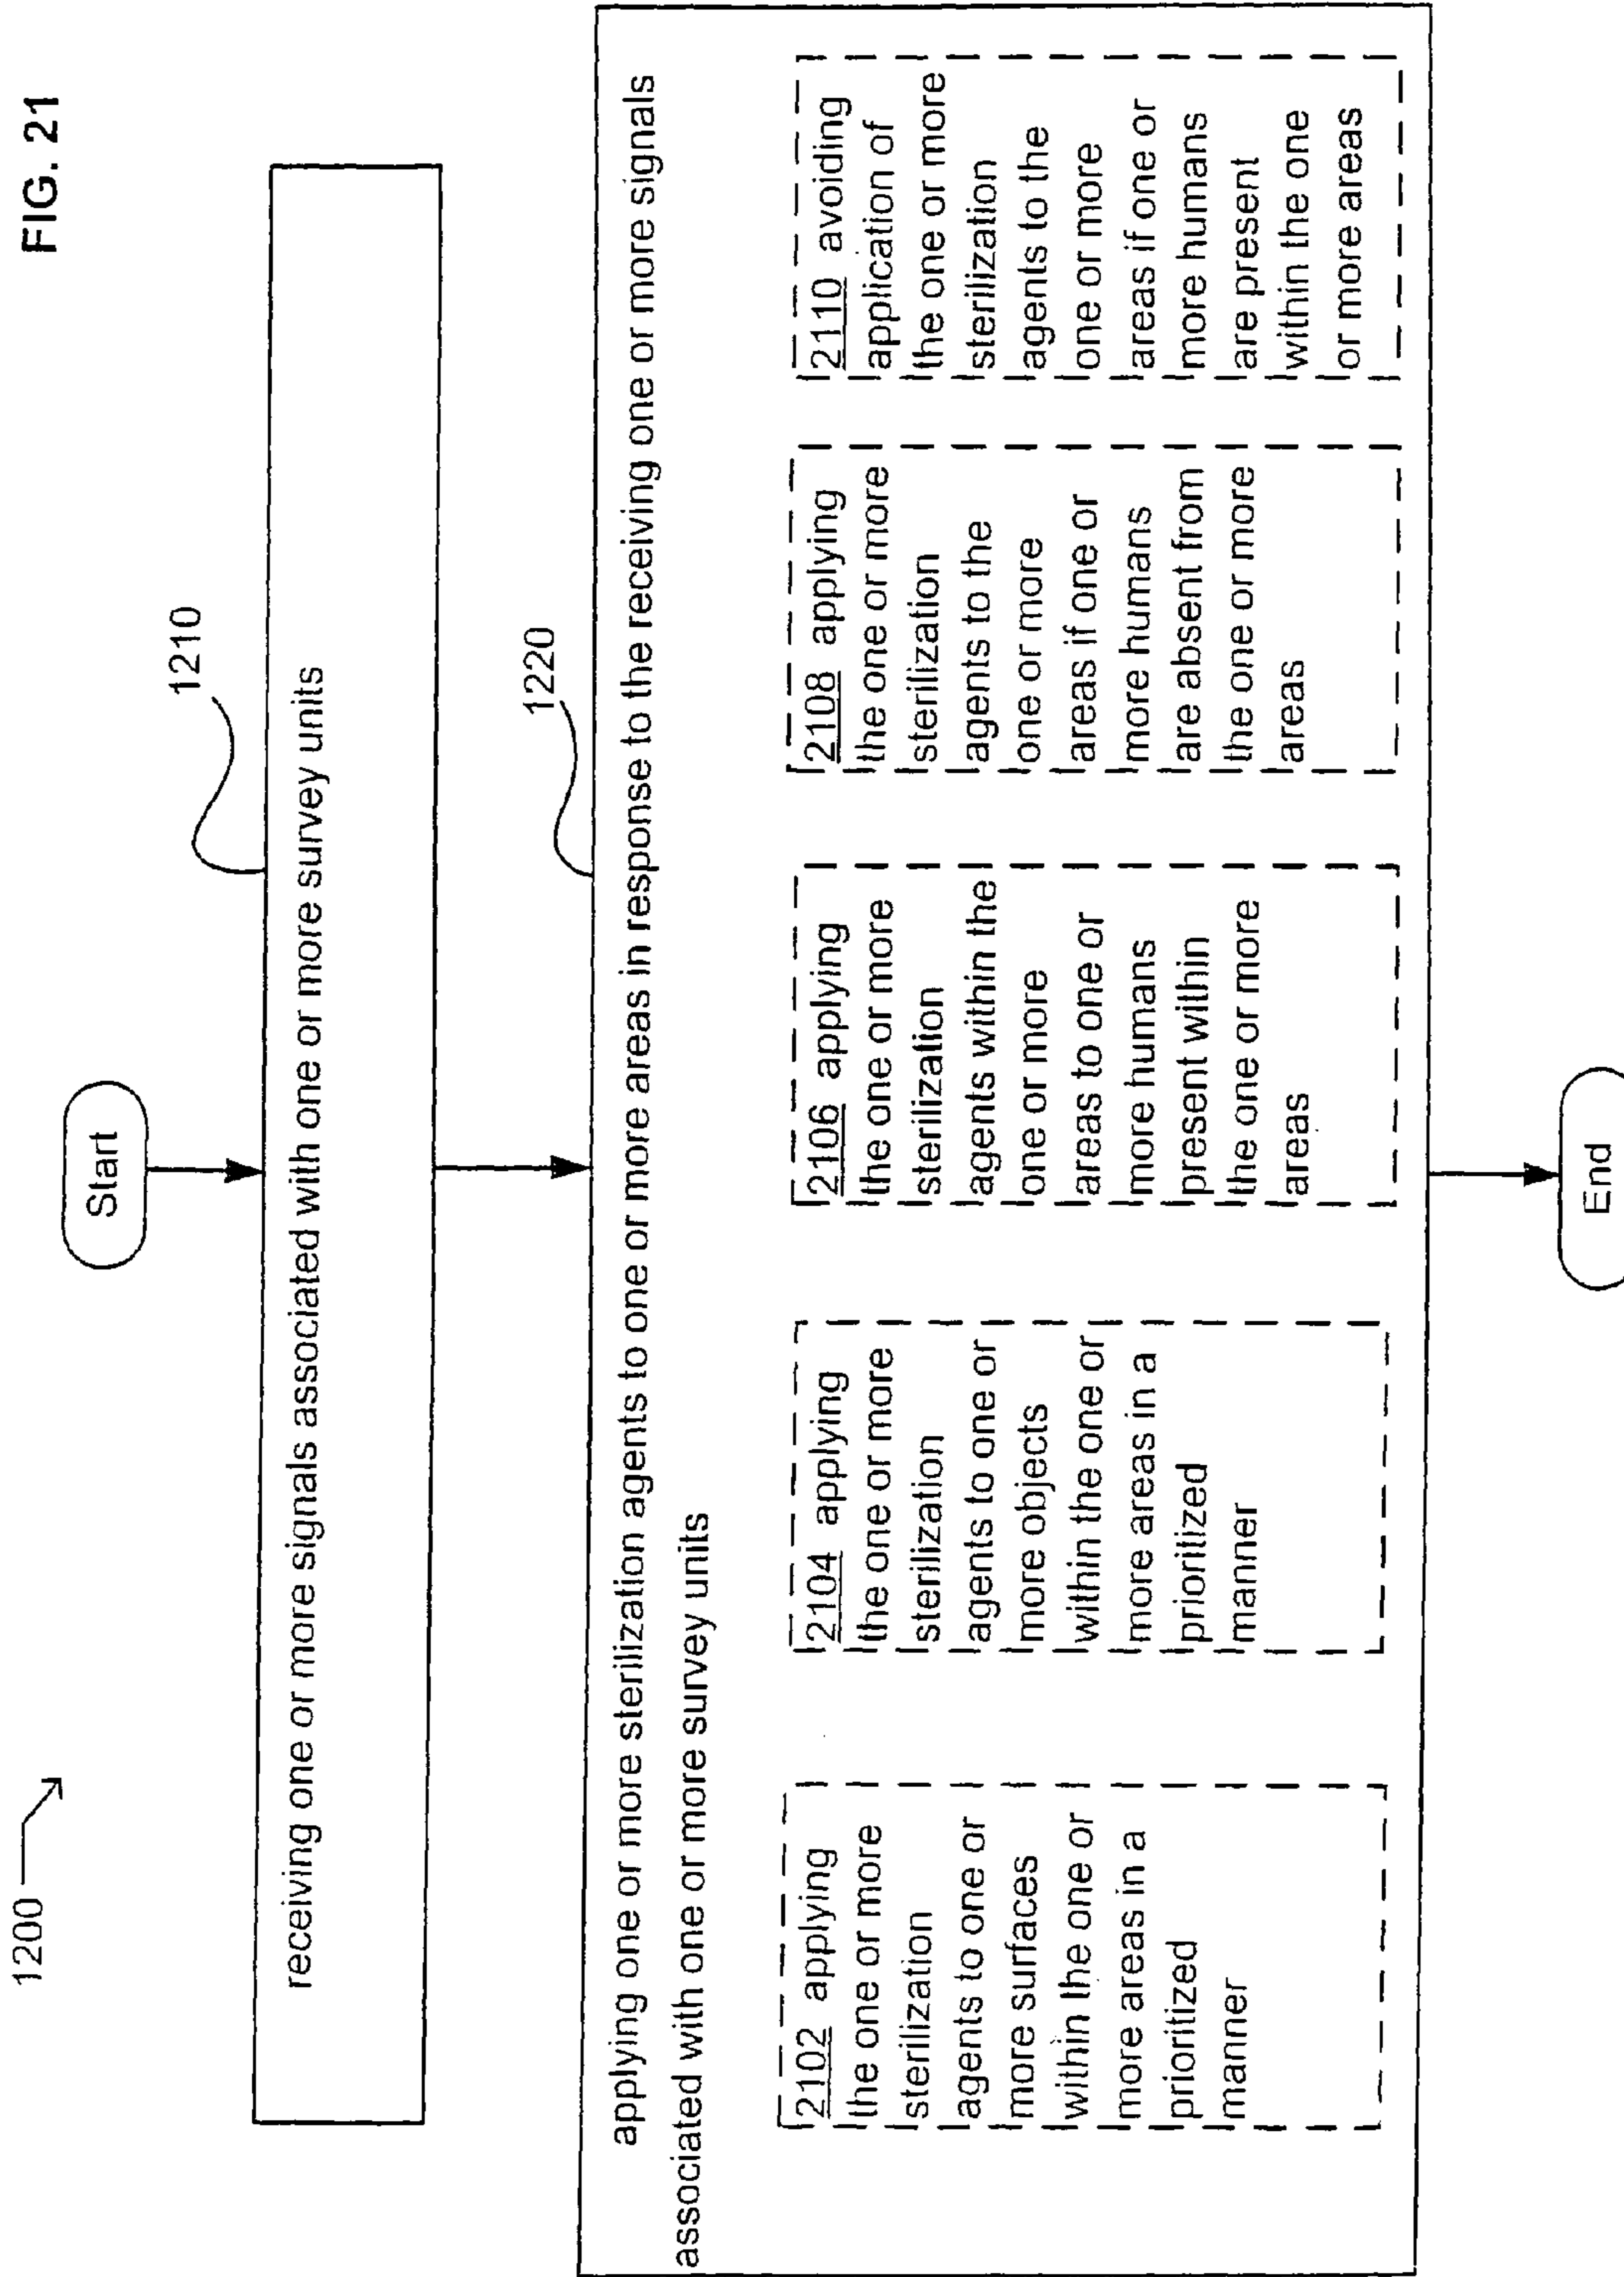 FIG. 21
1200
Start
1210
receiving one or more signals associated with one or more survey units
1220
applying one or more sterilization agents to one or more areas in response to the receiving one or more signals
associated with one or more survey units
2102 applying
the one or more
sterilization
agents to one or
more surfaces
within the one or
more areas in a
prioritized
manner
2104 applying
the one or more
sterilization
agents to one or
more objects
within the one or
more areas in a
prioritized
manner
2106 applying
the one or more
sterilization
agents within the
one or more
areas to one or
more humans
present within
the one or more
areas
2108 applying
the one or more
sterilization
agents to the
one or more
areas if one or
more humans
are absent from
the one or more
areas
2110 avoiding
application of
the one or more
sterilization
agents to the
one or more
areas if one or
more humans
are present
within the one
or more areas
End